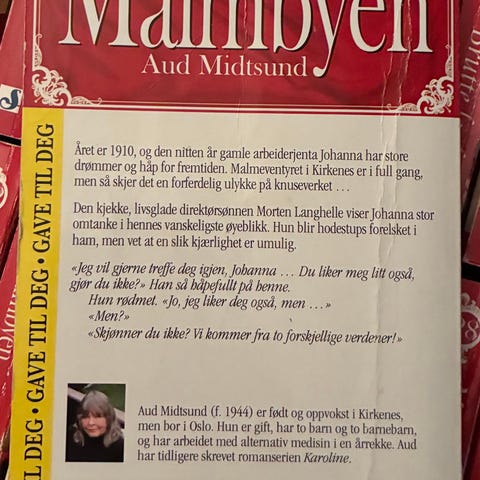 Malmbyen
Aud Midtsund
Året er 1910, og den nitten år gamle arbeiderjenta Johanna har store
drømmer og håp for fremtiden. Malmeventyret i Kirkenes er i full gang,
men så skjer det en forferdelig ulykke på knuseverket …
Den kjekke, livsglade direktørsønnen Morten Langhelle viser Johanna stor
omtanke i hennes vanskeligste øyeblikk. Hun blir hodestups forelsket i
ham, men vet at en slik kjærlighet er umulig.
«Jeg vil gjerne treffe deg igjen, Johanna … Du liker meg litt også,
gjør du ikke?» Han så håpefullt på henne.
Hun rødmet. «Jo, jeg liker deg også, men …»
«Men?»
«Skjønner du ikke? Vi kommer fra to forskjellige verdener!»
Aud Midtsund (f. 1944) er født og oppvokst i Kirkenes,
men bor i Oslo. Hun er gift, har to barn og to barnebarn,
og har arbeidet med alternativ medisin i en årrekke. Aud
har tidligere skrevet romanserien Karoline.
IL DEG • GAVE TIL DEG • GAVE TIL DEG